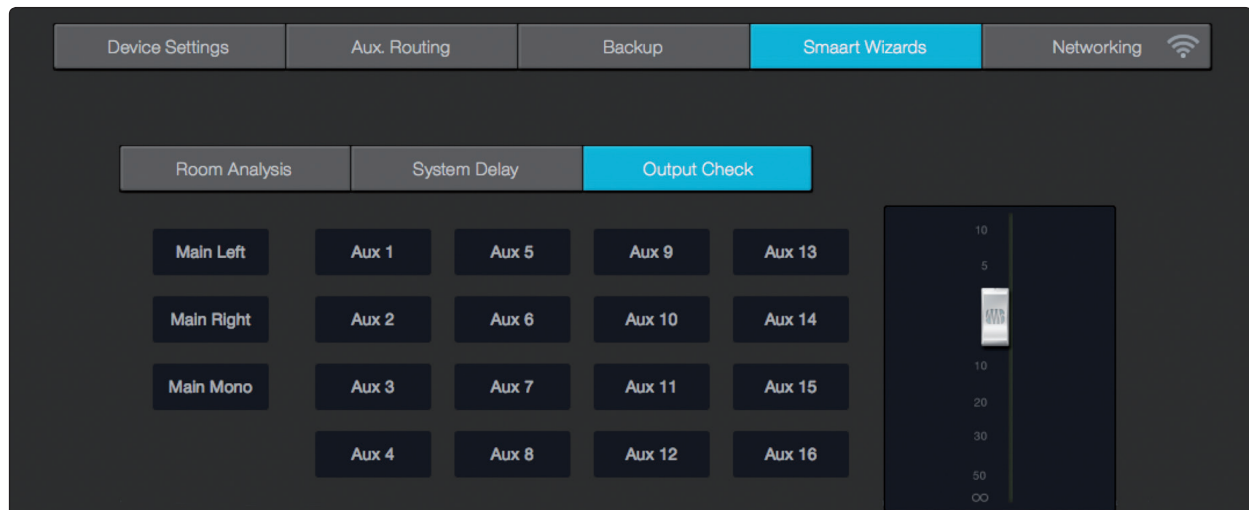 Device Settings Aux. Routing Backup Smaart Wizards Networking
Room Analysis System Delay Output Check
Main Left Aux 1 Aux 5 Aux 9 Aux 13
Main Right Aux 2 Aux 6 Aux 10 Aux 14
Main Mono Aux 3 Aux 7 Aux 11 Aux 15
Aux 4 Aux 8 Aux 12 Aux 16
10
5
10
20
30
50
∞